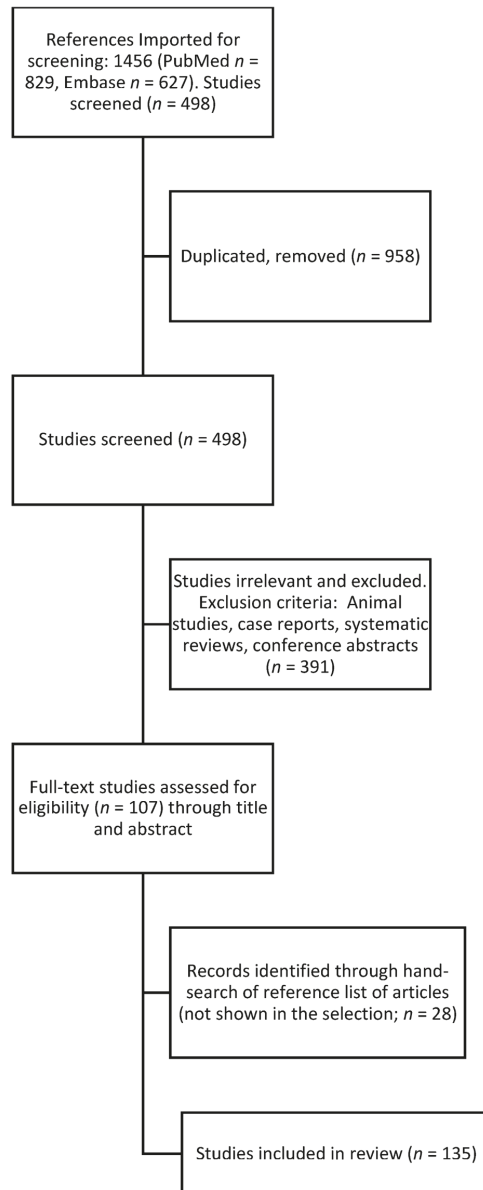 References Imported for
screening: 1456 (PubMed n =
829, Embase n = 627). Studies
screened (n = 498)
Duplicated, removed (n = 958)
Studies screened (n = 498)
Studies irrelevant and excluded.
Exclusion criteria:  Animal
studies, case reports, systematic
reviews, conference abstracts
(n = 391)
Full-text studies assessed for
eligibility (n = 107) through title
and abstract
Records identified through hand-
search of reference list of articles
(not shown in the selection; n = 28)
Studies included in review (n = 135)